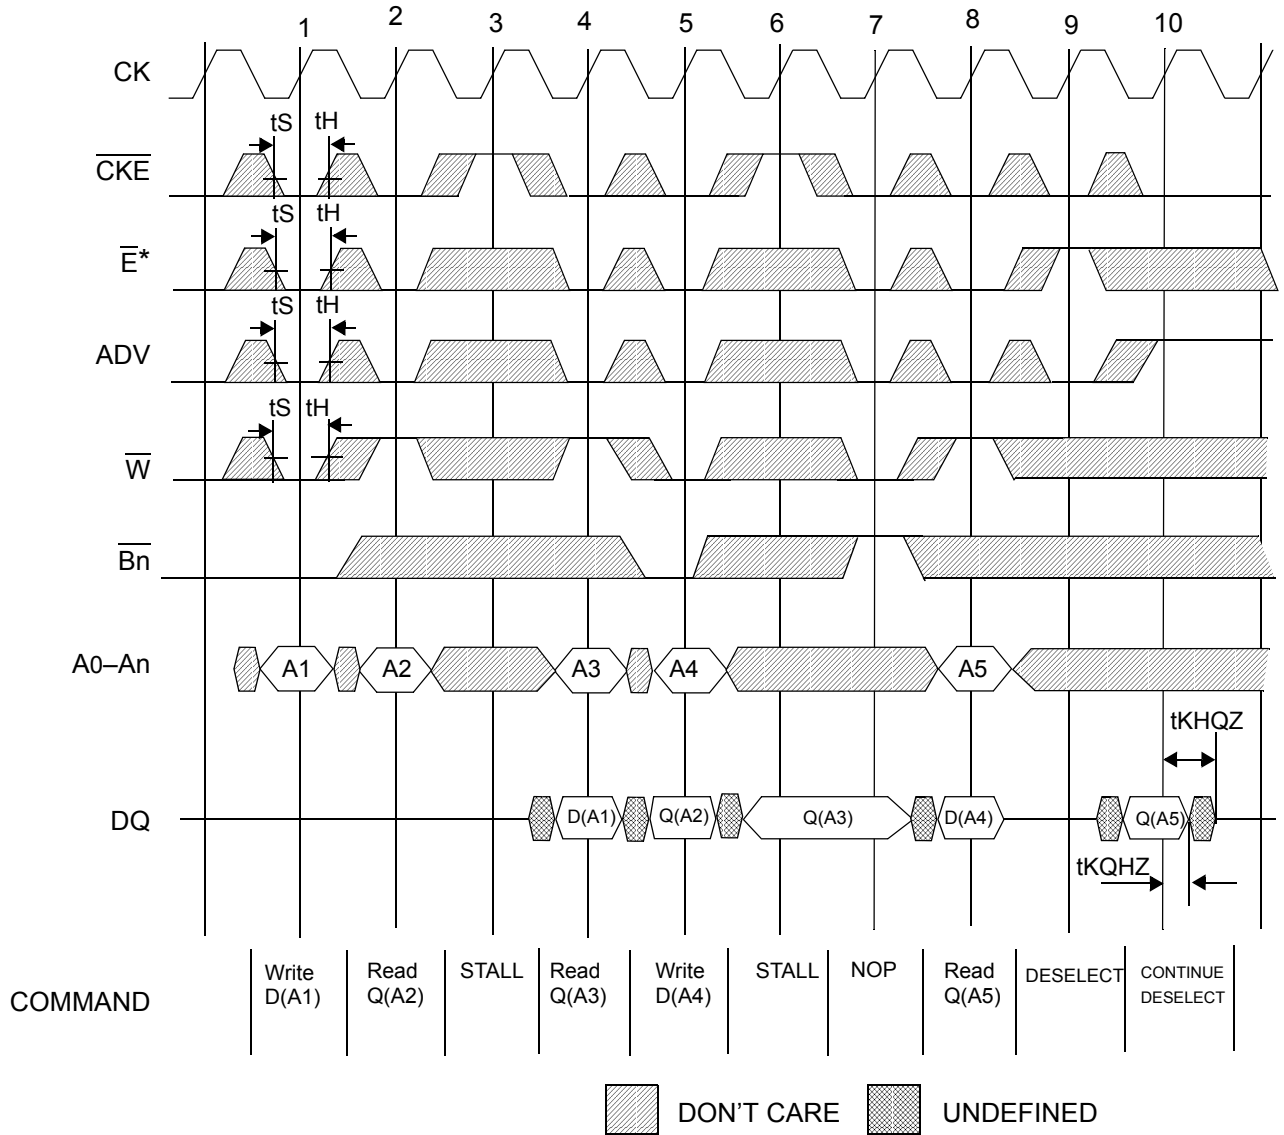 1 2 3 4 5 6 7 8 9 10
CK
tS tH
CKE
tS tH
E*
tS tH
ADV
tS tH
W
Bn
A0–An
A1 A2 A3 A4 A5
tKHQZ
DQ
D(A1) Q(A2) Q(A3) D(A4) Q(A5)
tKQHZ
COMMAND
Write D(A1)
Read Q(A2)
STALL
Read Q(A3)
Write D(A4)
STALL
NOP
Read Q(A5)
DESELECT
CONTINUE DESELECT
DON'T CARE
UNDEFINED